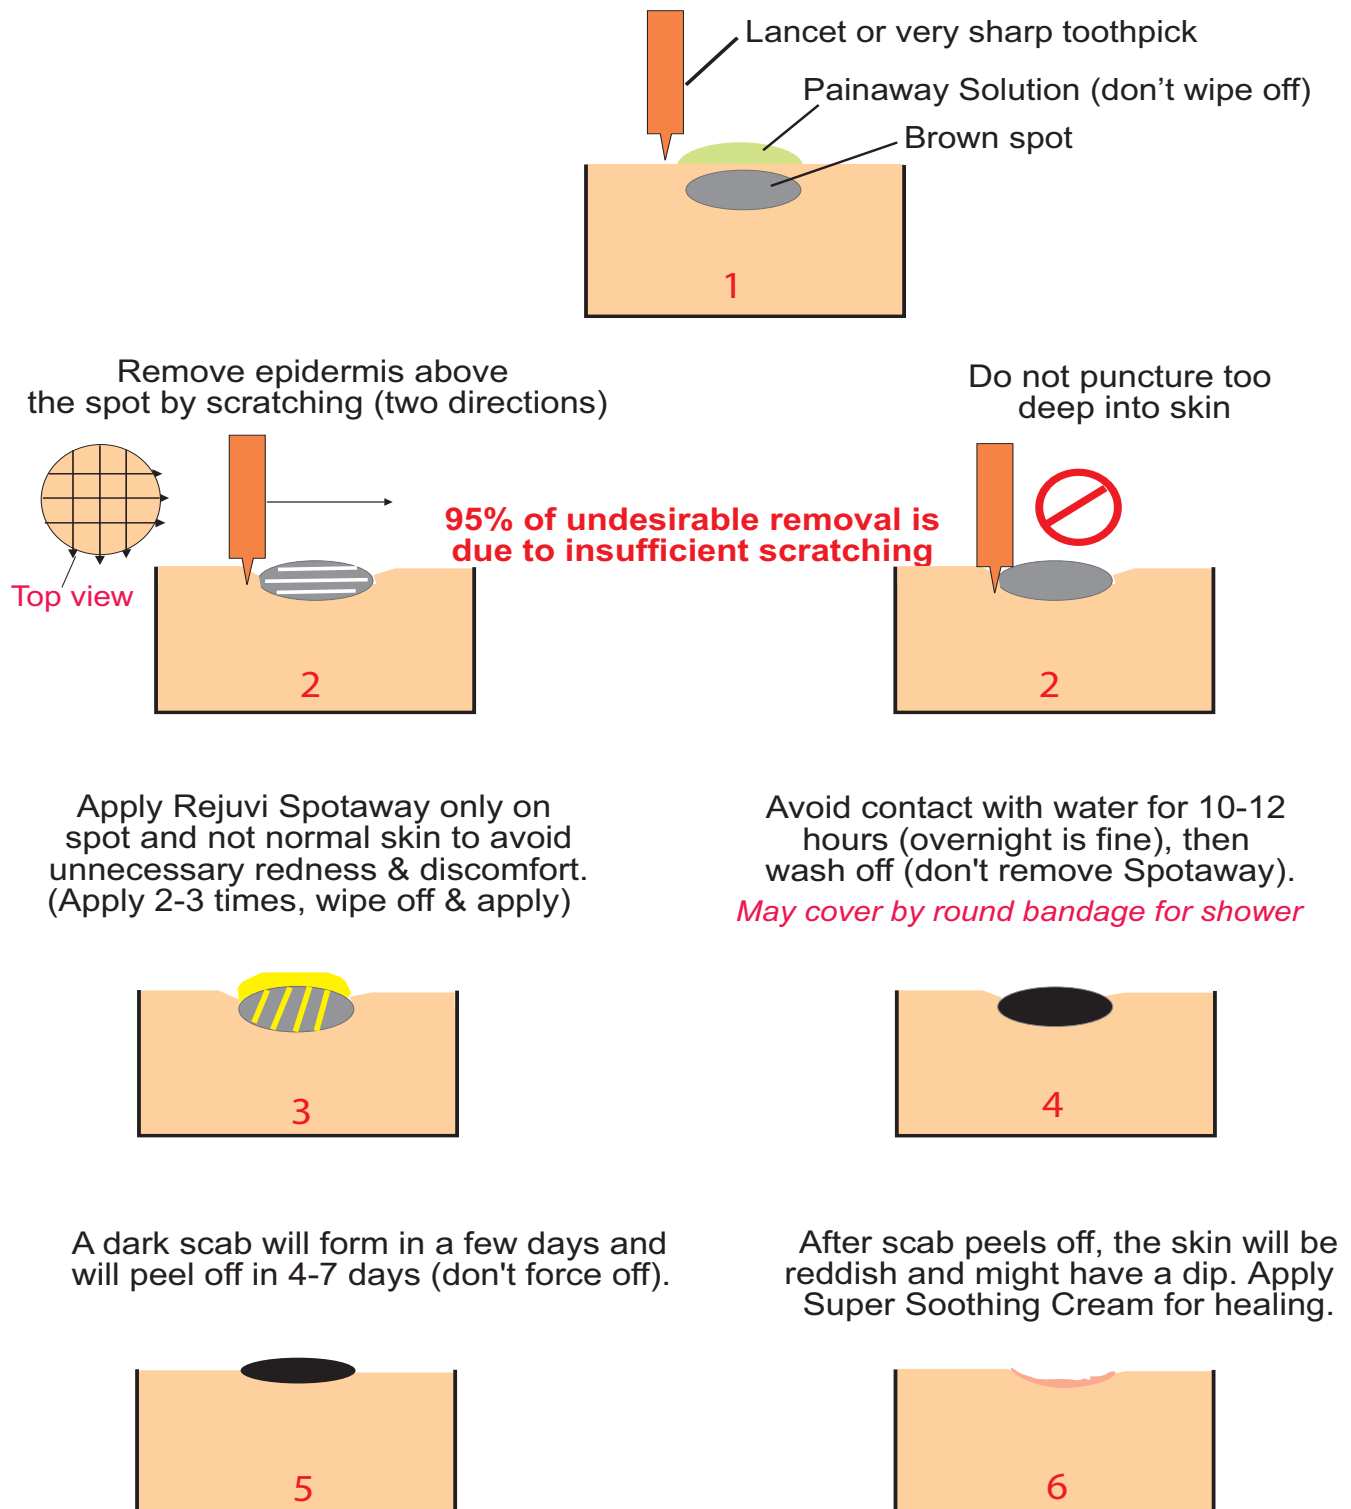 Lancet or very sharp toothpick
Painaway Solution (don't wipe off)
Brown spot
1
Remove epidermis above
the spot by scratching (two directions)
Do not puncture too
deep into skin
95% of undesirable removal is
due to insufficient scratching
Top view
2
2
Apply Rejuvi Spotaway only on
spot and not normal skin to avoid
unnecessary redness & discomfort.
(Apply 2-3 times, wipe off & apply)
Avoid contact with water for 10-12
hours (overnight is fine), then
wash off (don't remove Spotaway).
May cover by round bandage for shower
3
4
A dark scab will form in a few days and
will peel off in 4-7 days (don't force off).
After scab peels off, the skin will be
reddish and might have a dip. Apply
Super Soothing Cream for healing.
5
6